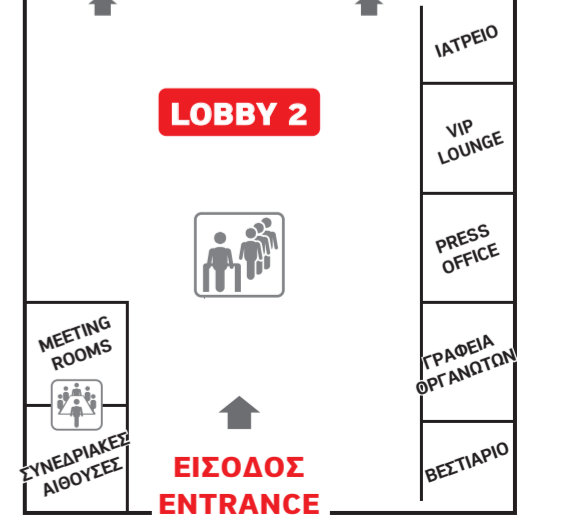 ΙΑΤΡΕΙΟ
LOBBY 2
VIP
LOUNGE
PRESS
OFFICE
MEETING
ROOMS
ΓΡΑΦΕΙΑ
ΟΡΓΑΝΩΤΩΝ
ΣΥΝΕΔΡΙΑΚΕΣ
ΑΙΘΟΥΣΕΣ
ΒΕΣΤΙΑΡΙΟ
ΕΙΣΟΔΟΣ
ENTRANCE